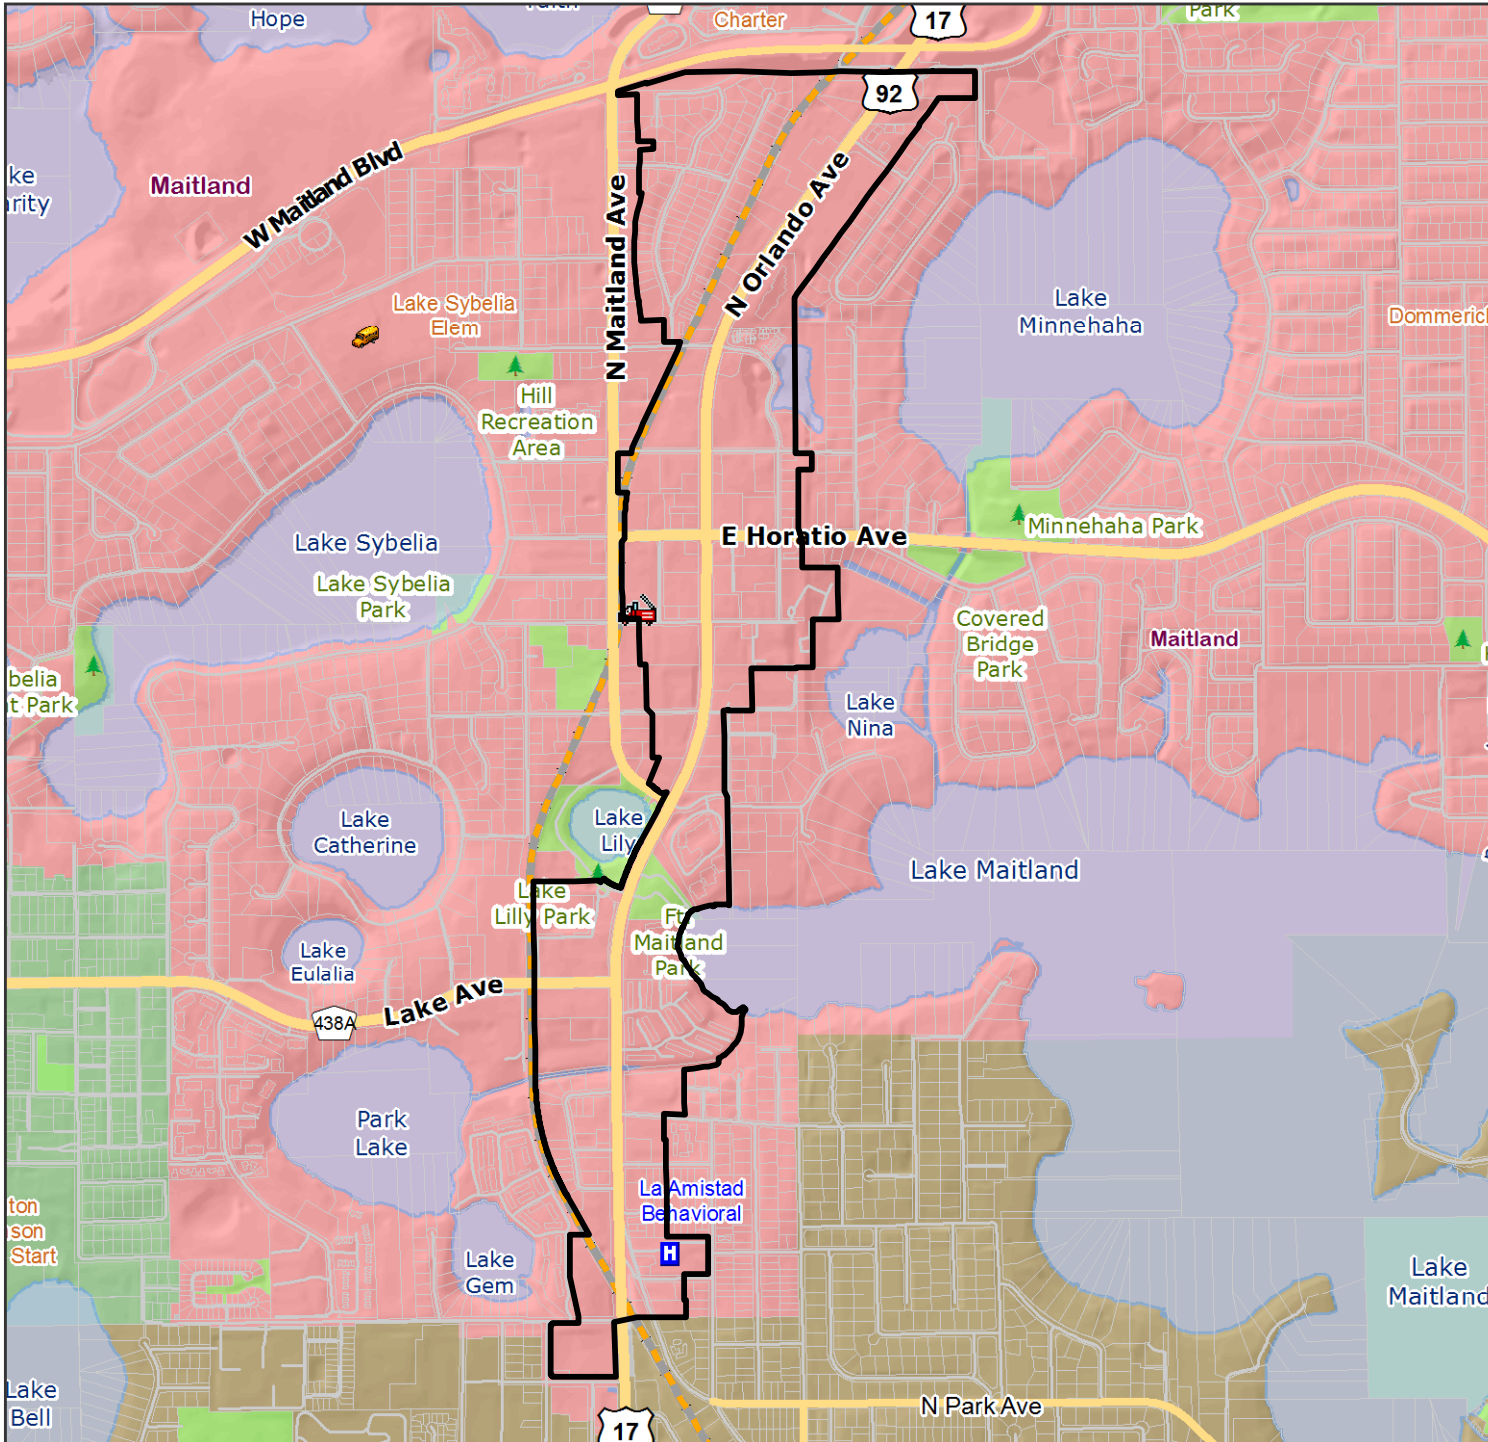 Hope
Charter
17
Park
92
ke
arity
Maitland
W Maitland Blvd
N Maitland Ave
N Orlando Ave
Lake Sybelia
Elem
Lake
Minnehaha
Dommerich
Hill
Recreation
Area
Lake Sybelia
E Horatio Ave
Minnehaha Park
Lake Sybelia
Park
Covered
Bridge
Park
Maitland
belia
t Park
Lake
Nina
Lake
Catherine
Lake
Lily
Lake Maitland
Lake
Lilly Park
Ft.
Maitland
Park
Lake
Eulalia
438A
Lake Ave
Park
Lake
La Amistad
Behavioral
H
ton
son
Start
Lake
Gem
Lake
Maitland
Lake
Bell
N Park Ave
17